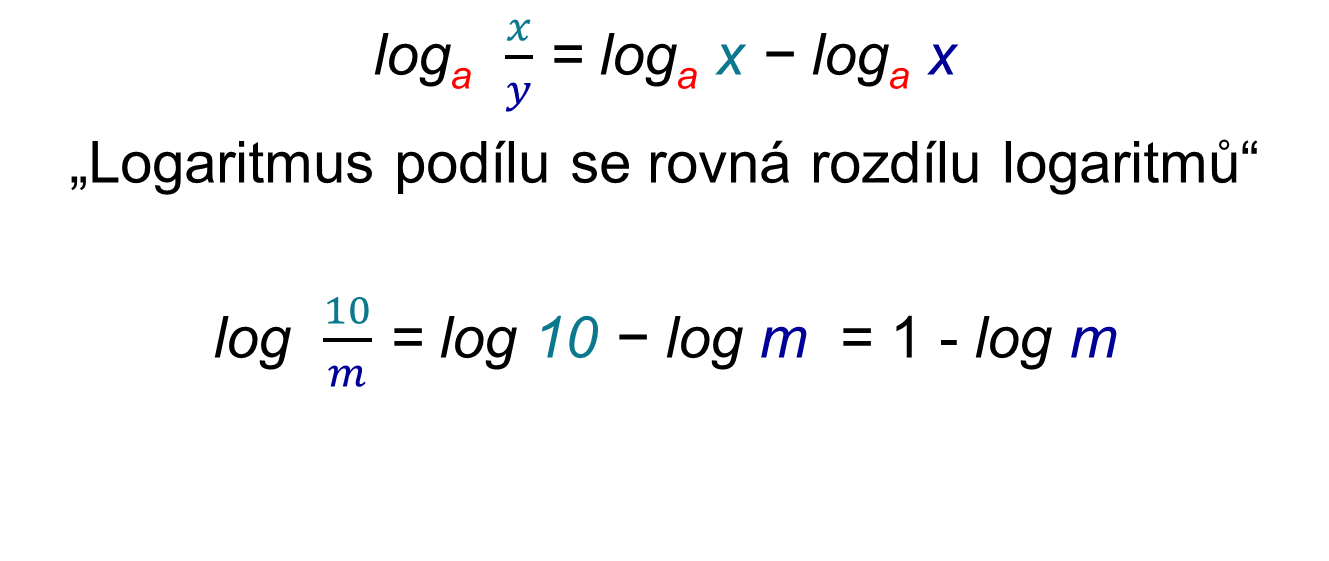 logₐ x/y = logₐ x − logₐ x
„Logaritmus podílu se rovná rozdílu logaritmů“
log 10/m = log 10 − log m = 1 - log m